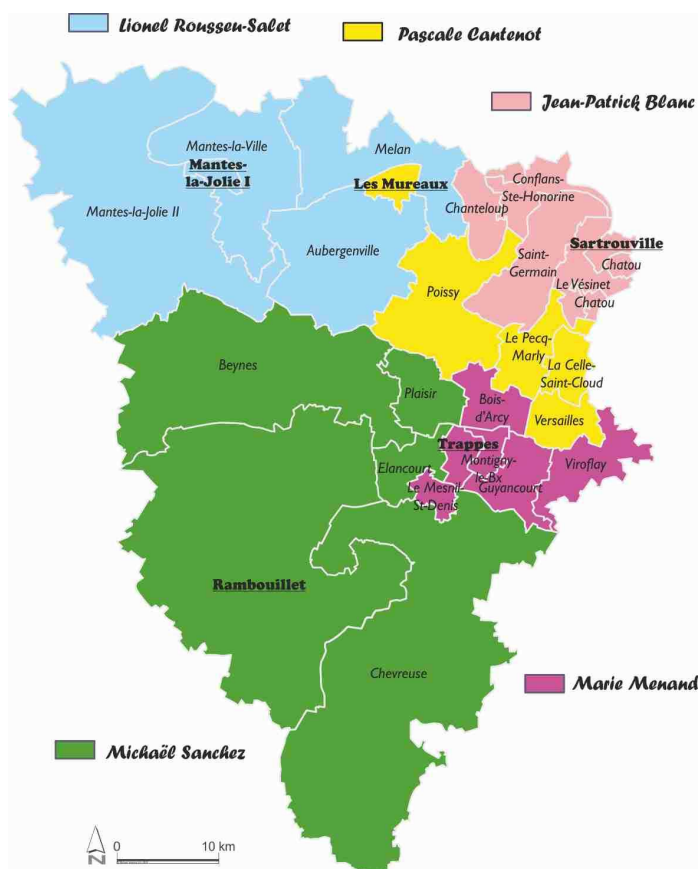 Lionel Rousseu-Salet
Pascale Cantenot
Jean-Patrick Blanc
Mantes-la-Ville
Mantes-
la-Jolie I
Melan
Les Mureaux
Conflans-
Ste-Honorine
Chanteloup
Mantes-la-Jolie II
Aubergenville
Sartrouville
Saint-
Germain
Chatou
Poissy
Le Vésinet
Chatou
Le Pecq-
Marly
Beynes
La Celle-
Saint-Cloud
Plaisir
Bois-
d'Arcy
Versailles
Trappes
Montigny-
le-Bx
Viroflay
Elancourt
Le Mesnil-
St-Denis
Guyancourt
Rambouillet
Chevreuse
Marie Menand
Michaël Sanchez
N
0 10 km